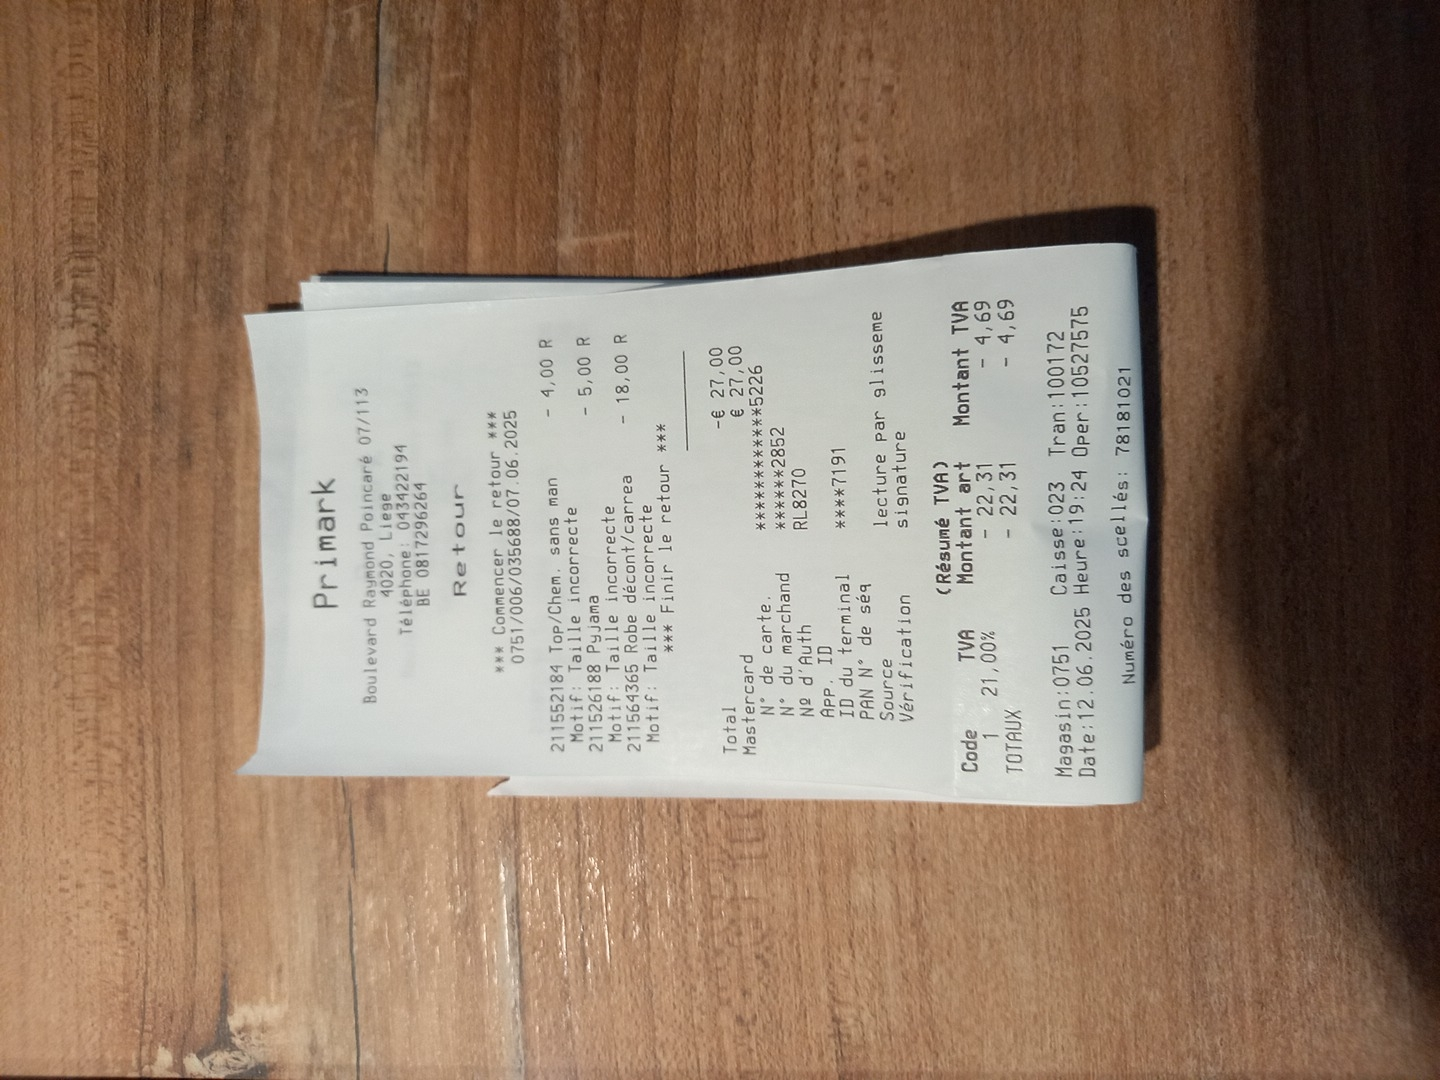 Primark
Boulevard Raymond Poincaré 07/113
4020, Liege
Téléphone: 043422194
BE 0817296264
Retour
*** Commencer le retour ***
0751/006/035688/07.06.2025
211552184 Top/Chem. sans man - 4,00 R
Motif: Taille incorrecte
211526188 Pyjama - 5,00 R
Motif: Taille incorrecte
211564365 Robe décont/carrea - 18,00 R
Motif: Taille incorrecte
*** Finir le retour ***
Total -€ 27,00
Mastercard € 27,00
N° de carte. ************5226
N° du marchand ******2852
Nº d'Auth RL8270
App. ID
ID du terminal ****7191
PAN N° de séq
Source lecture par glisseme
Vérification signature
(Résumé TVA)
Code TVA Montant art Montant TVA
1 21,00% - 22,31 - 4,69
TOTAUX - 22,31 - 4,69
Magasin:0751 Caisse:023 Tran:100172
Date:12.06.2025 Heure:19:24 Oper:10527575
Numéro des scellés: 78181021